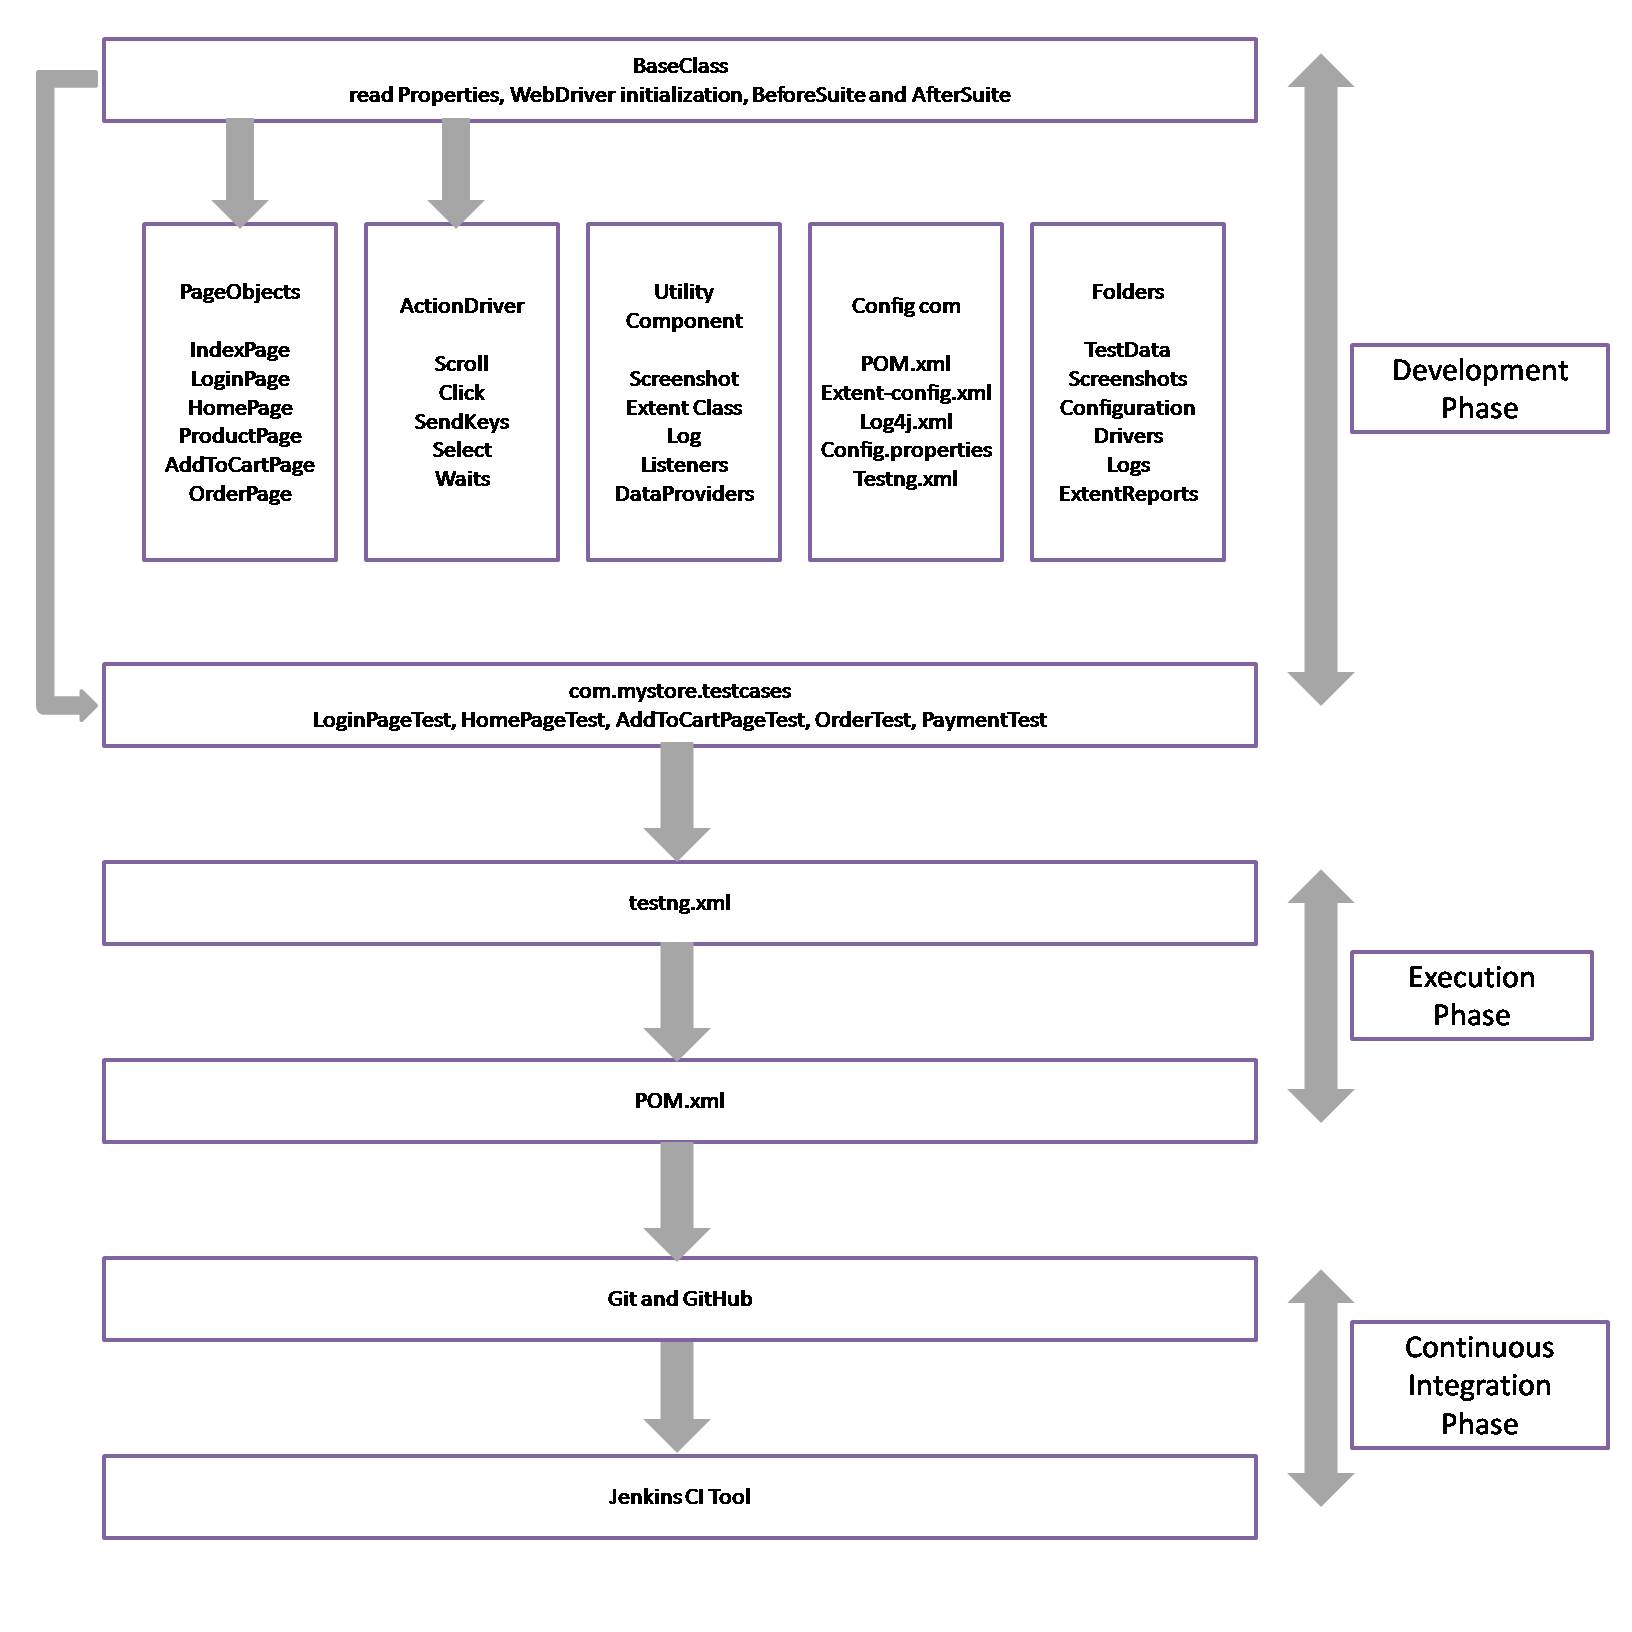 BaseClass
read Properties, WebDriver initialization, BeforeSuite and AfterSuite
PageObjects
IndexPage
LoginPage
HomePage
ProductPage
AddToCartPage
OrderPage
ActionDriver
Scroll
Click
SendKeys
Select
Waits
Utility
Component
Screenshot
Extent Class
Log
Listeners
DataProviders
Config com
POM.xml
Extent-config.xml
Log4j.xml
Config.properties
Testng.xml
Folders
TestData
Screenshots
Configuration
Drivers
Logs
ExtentReports
Development
Phase
com.mystore.testcases
LoginPageTest, HomePageTest, AddToCartPageTest, OrderTest, PaymentTest
testng.xml
Execution
Phase
POM.xml
Git and GitHub
Continuous
Integration
Phase
Jenkins CI Tool